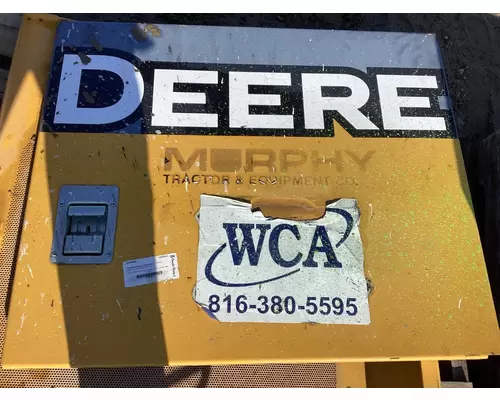 DEERE
MURPHY
TRACTOR & EQUIPMENT CO.
WCA
816-380-5595